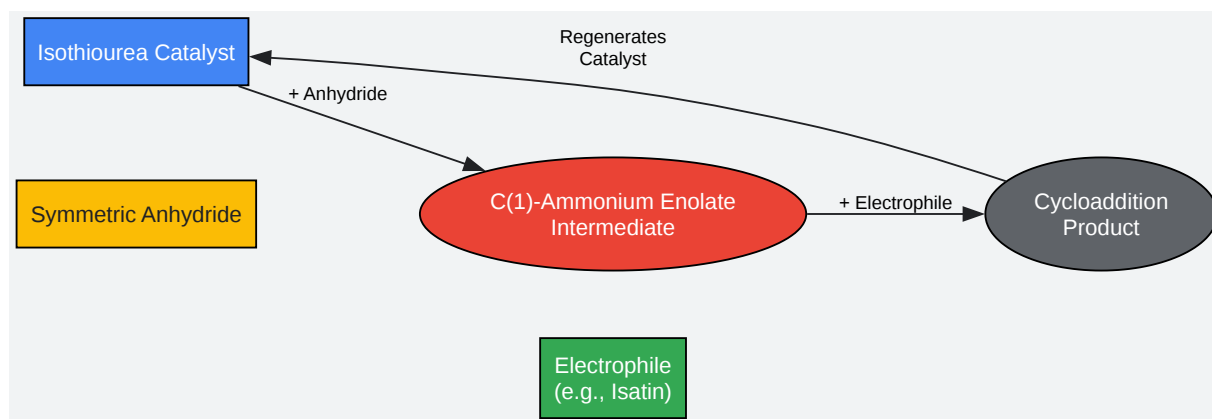 Isothiourea Catalyst
Regenerates
Catalyst
+ Anhydride
Symmetric Anhydride
C(1)-Ammonium Enolate
Intermediate
+ Electrophile
Cycloaddition
Product
Electrophile
(e.g., Isatin)